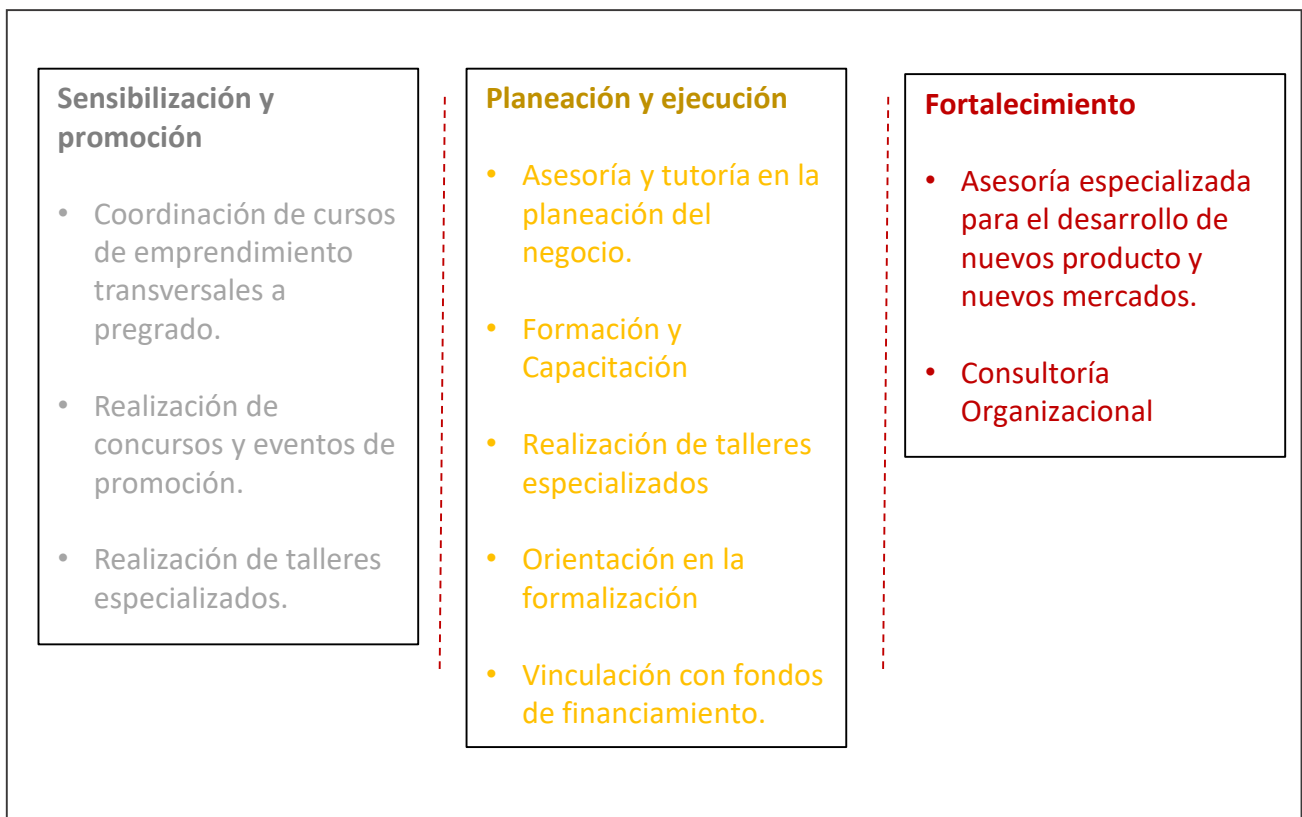 Sensibilización y
promoción
• Coordinación de cursos
de emprendimiento
transversales a
pregrado.
• Realización de
concursos y eventos de
promoción.
• Realización de talleres
especializados.
Planeación y ejecución
• Asesoría y tutoría en la
planeación del
negocio.
• Formación y
Capacitación
• Realización de talleres
especializados
• Orientación en la
formalización
• Vinculación con fondos
de financiamiento.
Fortalecimiento
• Asesoría especializada
para el desarrollo de
nuevos producto y
nuevos mercados.
• Consultoría
Organizacional